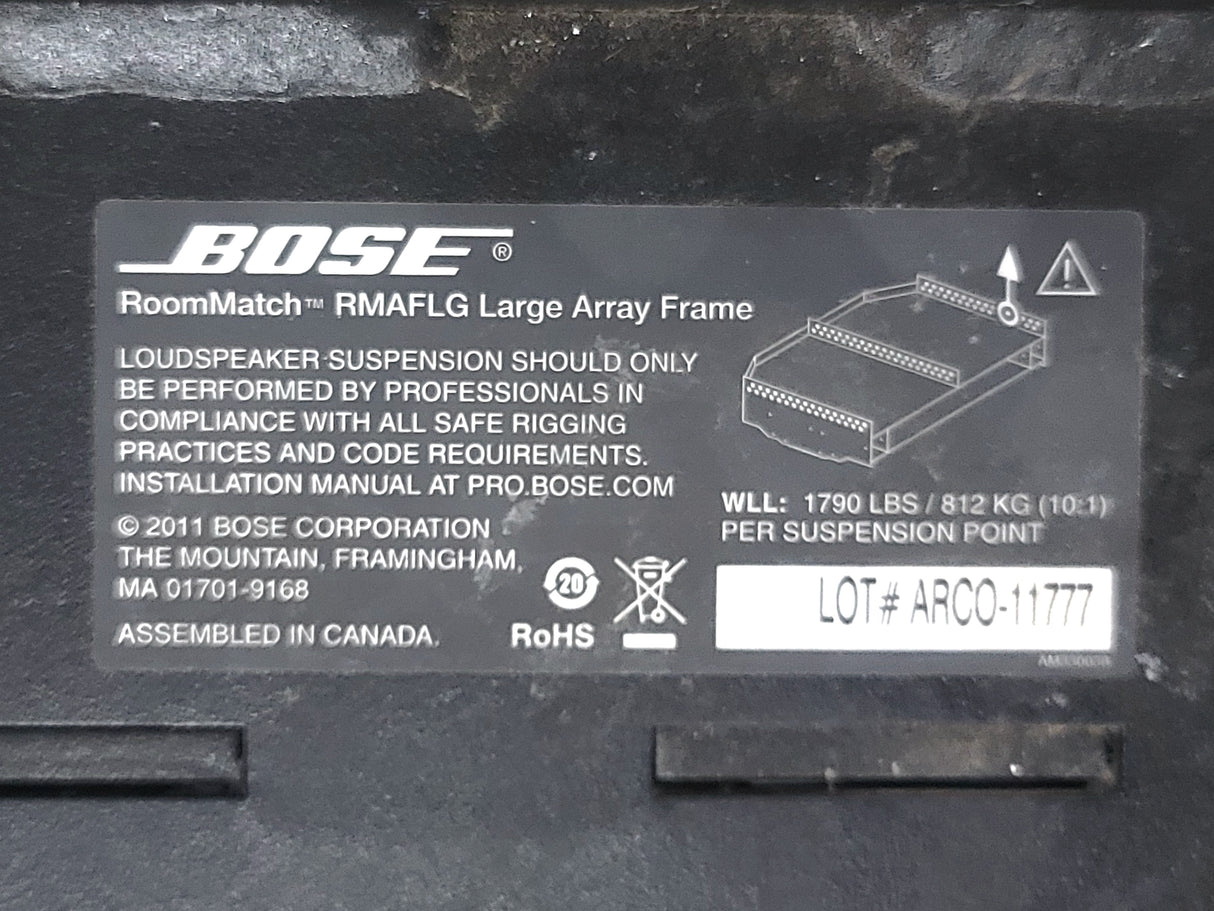 BOSE®
RoomMatch™ RMAFLG Large Array Frame
LOUDSPEAKER SUSPENSION SHOULD ONLY
BE PERFORMED BY PROFESSIONALS IN
COMPLIANCE WITH ALL SAFE RIGGING
PRACTICES AND CODE REQUIREMENTS.
INSTALLATION MANUAL AT PRO.BOSE.COM
© 2011 BOSE CORPORATION
THE MOUNTAIN, FRAMINGHAM,
MA 01701-9168
ASSEMBLED IN CANADA.
20
RoHS
!
WLL: 1790 LBS / 812 KG (10:1)
PER SUSPENSION POINT
LOT# ARCO-11777